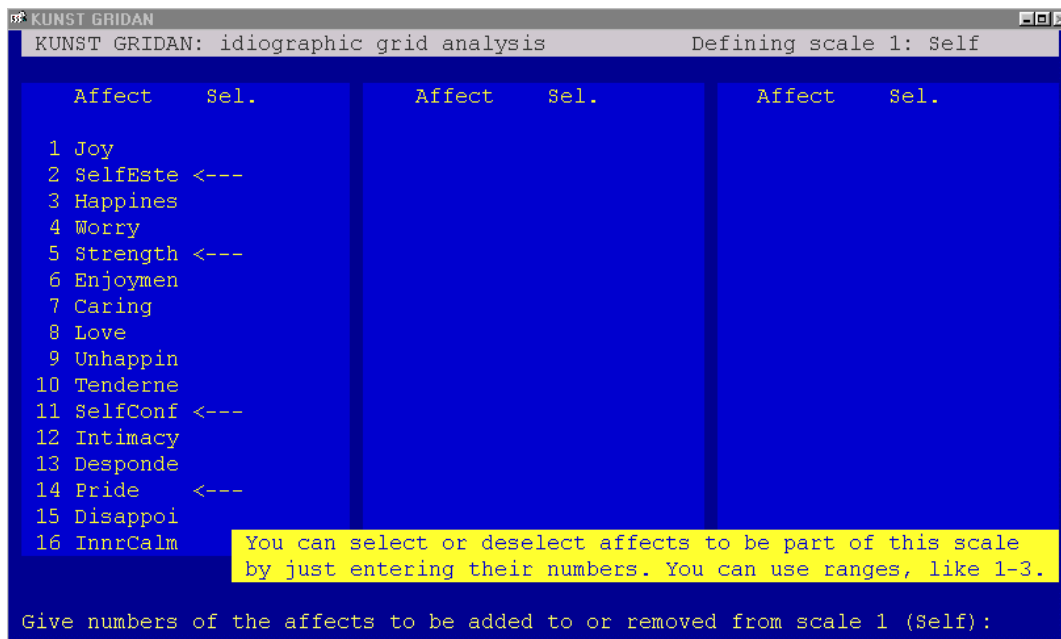 KUNST GRIDAN
KUNST GRIDAN: idiographic grid analysis Defining scale 1: Self
Affect Sel. Affect Sel. Affect Sel.
1 Joy
2 SelfEste <---
3 Happines
4 Worry
5 Strength <---
6 Enjoymen
7 Caring
8 Love
9 Unhappin
10 Tenderne
11 SelfConf <---
12 Intimacy
13 Desponde
14 Pride <---
15 Disappoi
16 InnrCalm
You can select or deselect affects to be part of this scale
by just entering their numbers. You can use ranges, like 1-3.
Give numbers of the affects to be added to or removed from scale 1 (Self):